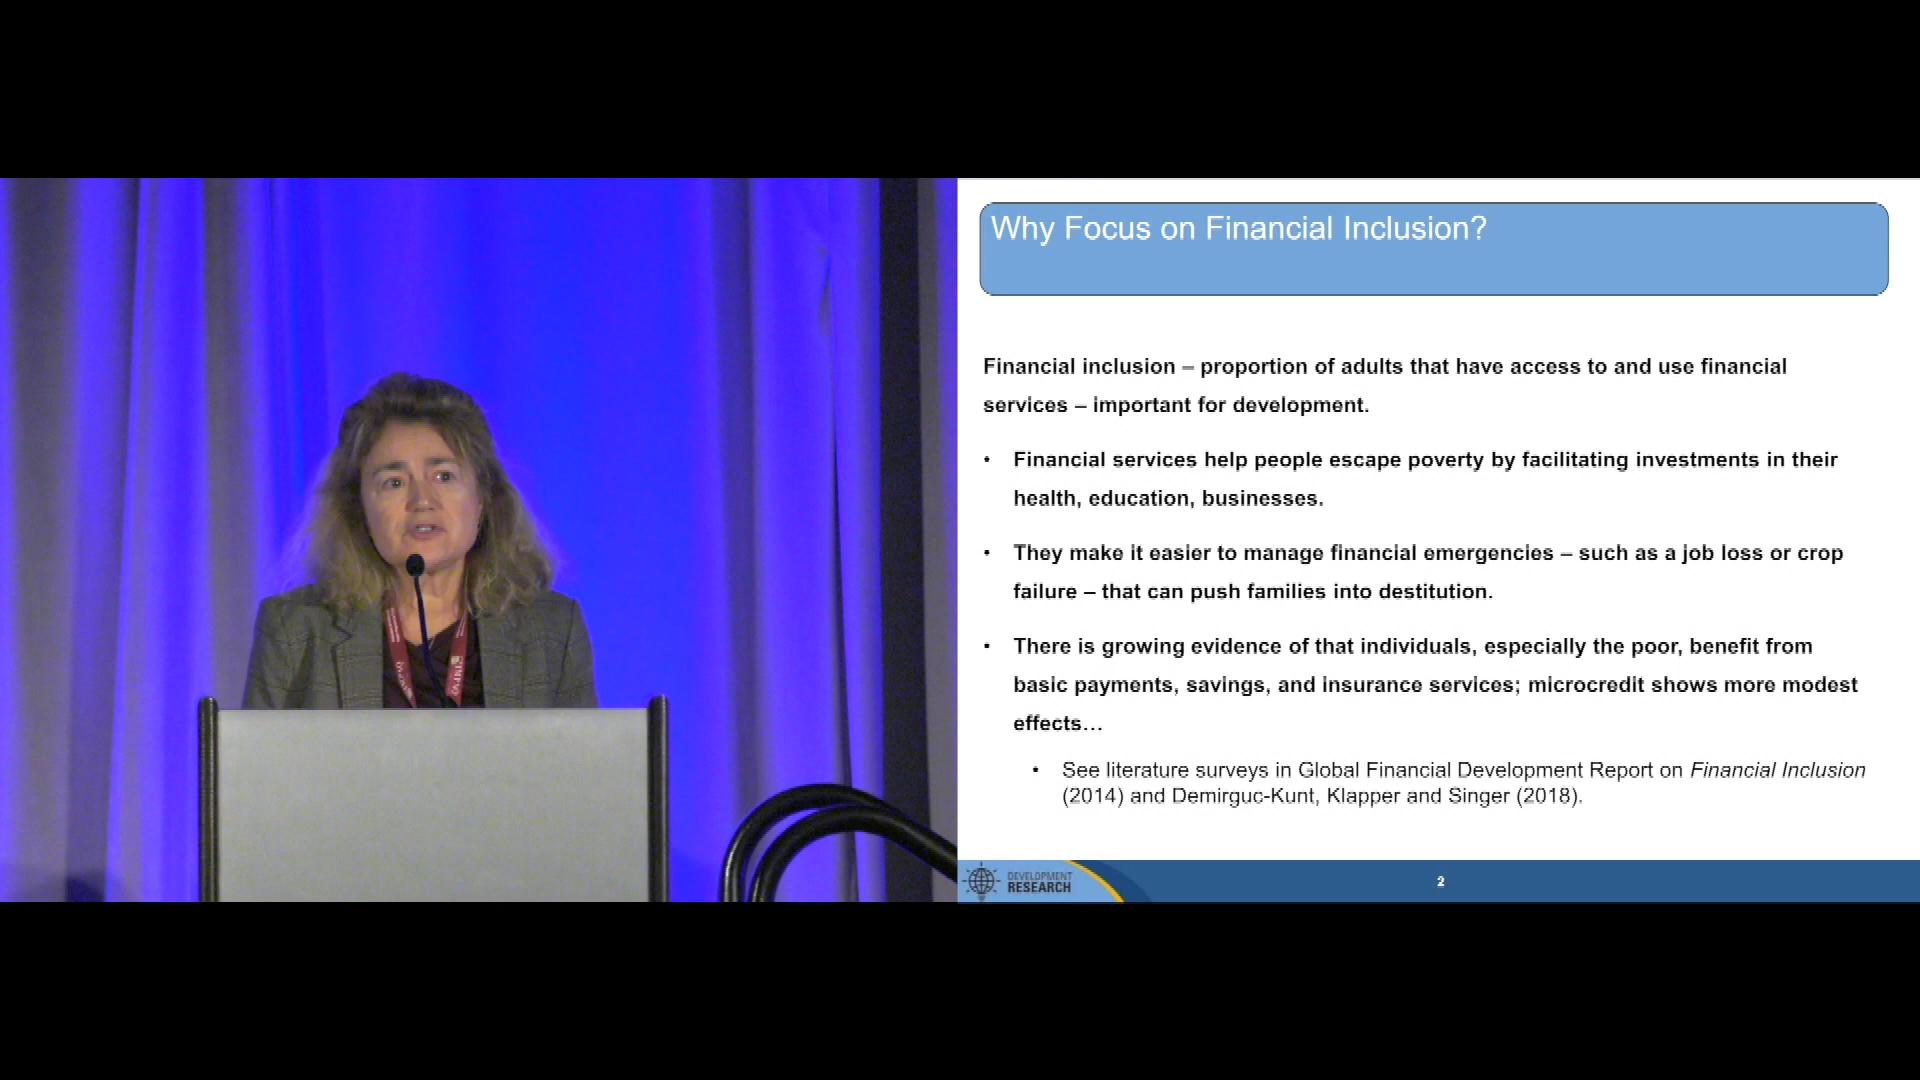 Why Focus on Financial Inclusion?
Financial inclusion – proportion of adults that have access to and use financial
services – important for development.
• Financial services help people escape poverty by facilitating investments in their
health, education, businesses.
• They make it easier to manage financial emergencies – such as a job loss or crop
failure – that can push families into destitution.
• There is growing evidence of that individuals, especially the poor, benefit from
basic payments, savings, and insurance services; microcredit shows more modest
effects…
• See literature surveys in Global Financial Development Report on Financial Inclusion
(2014) and Demirguc-Kunt, Klapper and Singer (2018).
DEVELOPMENT
RESEARCH
2